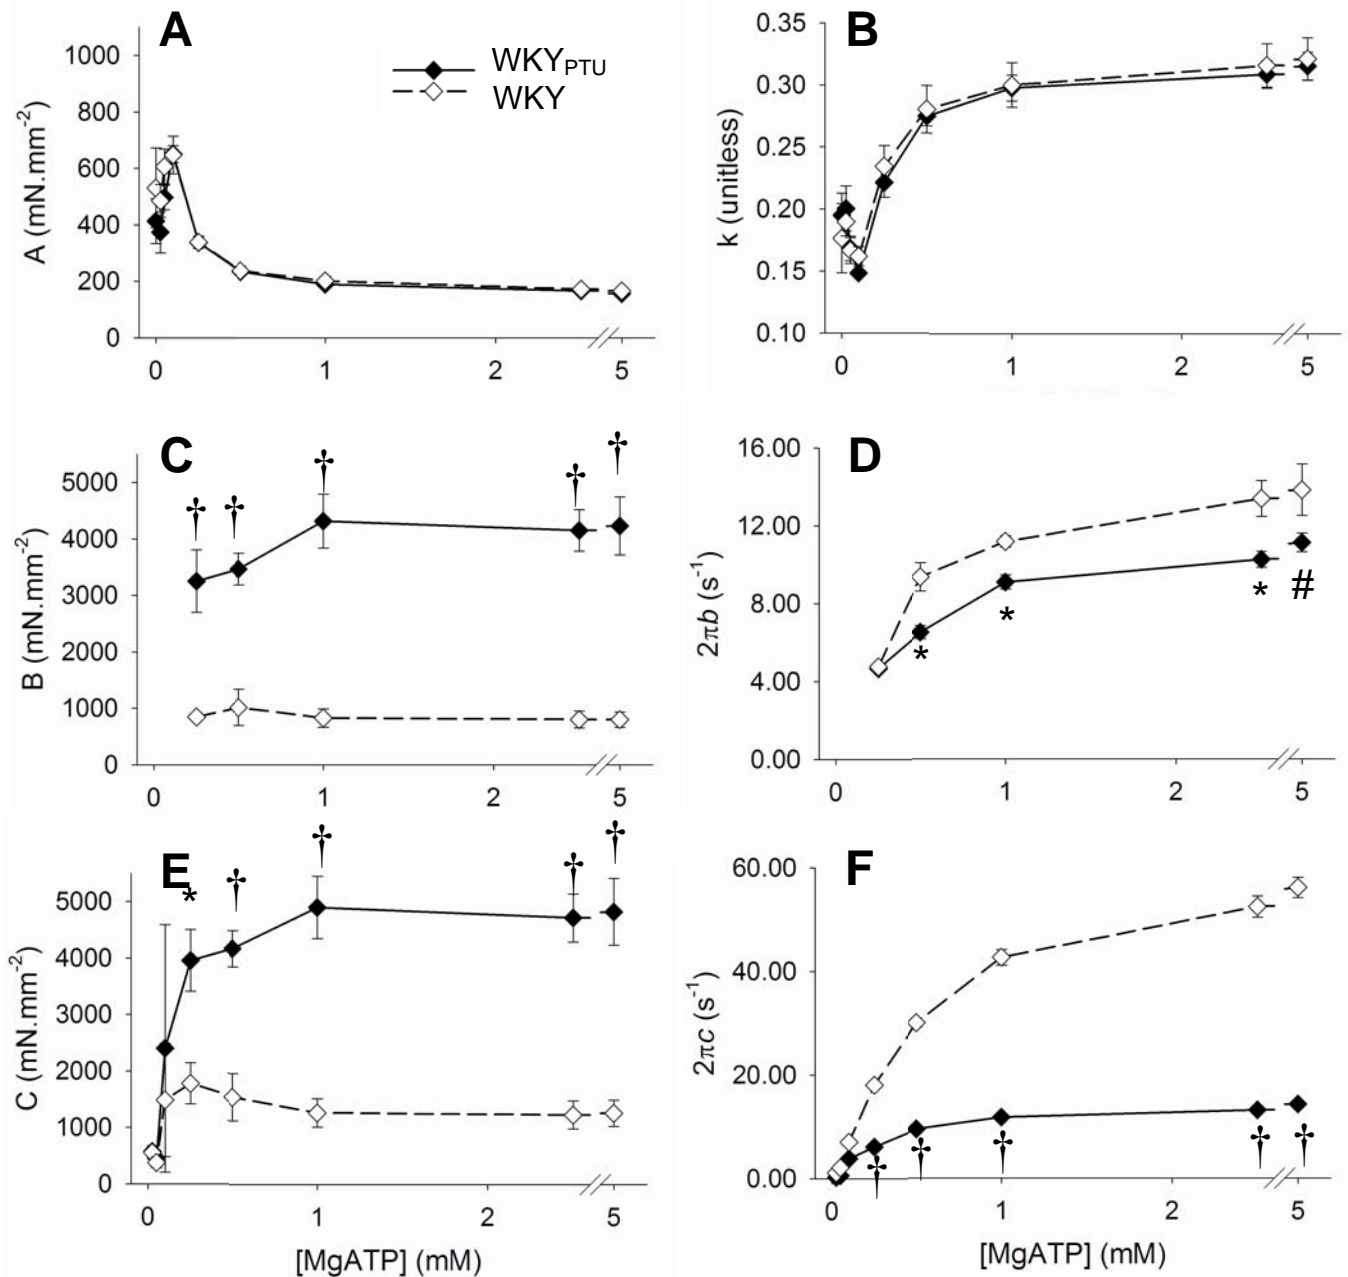 A
A (mN.mm-2)
1000
800
600
400
200
0
0 1 2 5
WKYPTU
WKY
B
k (unitless)
0.35
0.30
0.25
0.20
0.15
0.10
0 1 2 5
C
B (mN.mm-2)
5000
4000
3000
2000
1000
0
† † † † †
0 1 2 5
D
2πb (s-1)
16.00
12.00
8.00
4.00
0.00
* * * #
0 1 2 5
E
C (mN.mm-2)
5000
4000
3000
2000
1000
0
* † † † †
0 1 2 5
[MgATP] (mM)
F
2πc (s-1)
60.00
40.00
20.00
0.00
† † † † †
0 1 2 5
[MgATP] (mM)